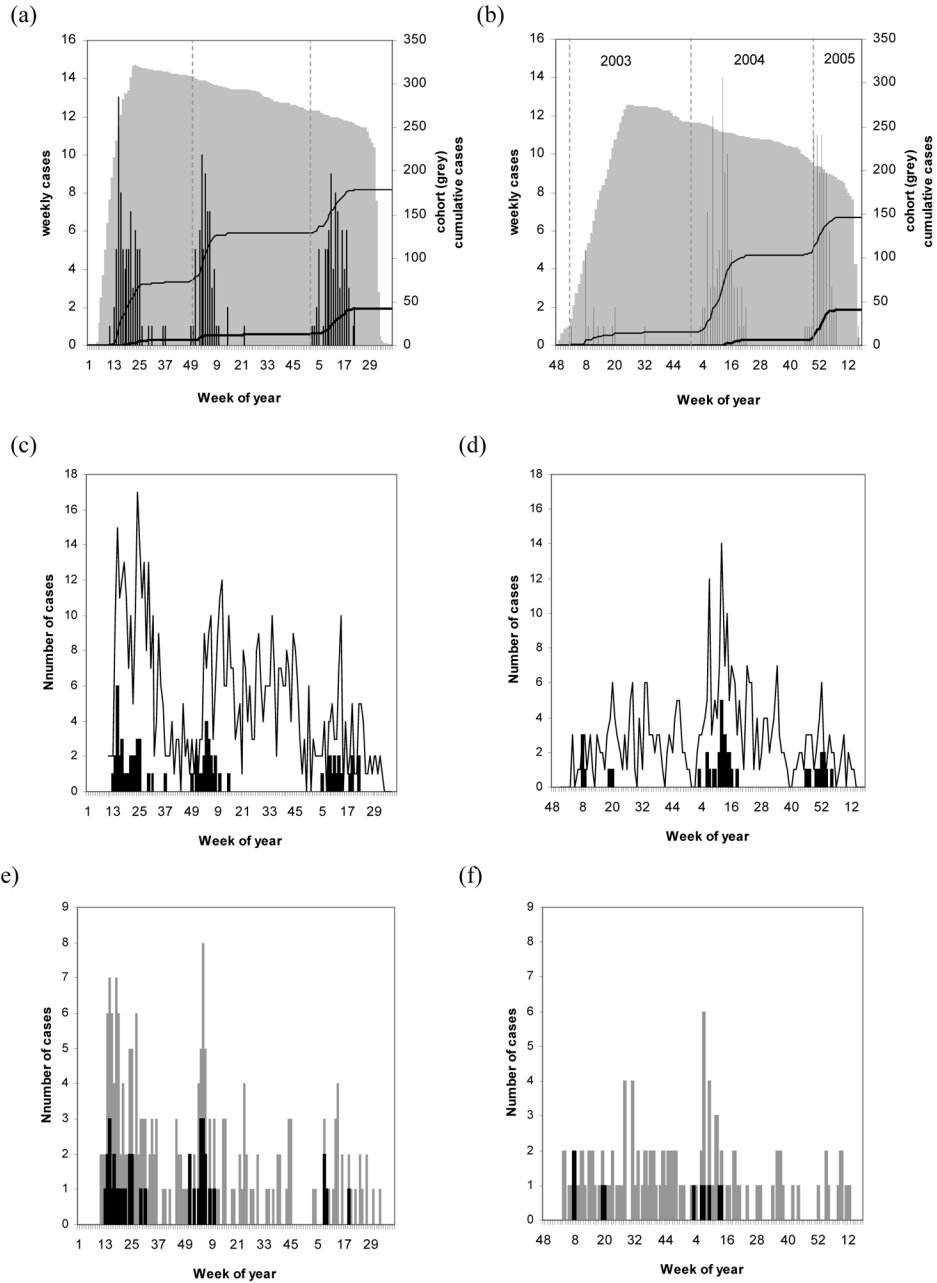 (a)
16
14
12
10
8
6
4
2
0
weekly cases
350
300
250
200
150
100
50
0
cohort (grey)
cumulative cases
1 13 25 37 49 9 21 33 45 5 17 29
Week of year
(b)
16
14
12
10
8
6
4
2
0
weekly cases
2003 2004 2005
350
300
250
200
150
100
50
0
cohort (grey)
cumulative cases
48 8 20 32 44 4 16 28 40 52 12
Week of year
(c)
18
16
14
12
10
8
6
4
2
0
Nnumber of cases
1 13 25 37 49 9 21 33 45 5 17 29
Week of year
(d)
18
16
14
12
10
8
6
4
2
0
Number of cases
48 8 20 32 44 4 16 28 40 52 12
Week of year
e)
9
8
7
6
5
4
3
2
1
0
Nnumber of cases
1 13 25 37 49 9 21 33 45 5 17 29
Week of year
(f)
9
8
7
6
5
4
3
2
1
0
Number of cases
48 8 20 32 44 4 16 28 40 52 12
Week of year